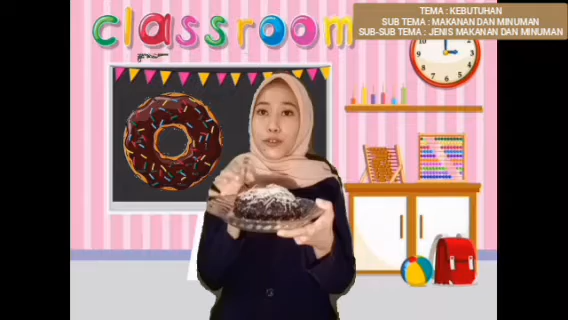 classroom
TEMA : KEBUTUHAN
SUB TEMA : MAKANAN DAN MINUMAN
SUB-SUB TEMA : JENIS MAKANAN DAN MINUMAN